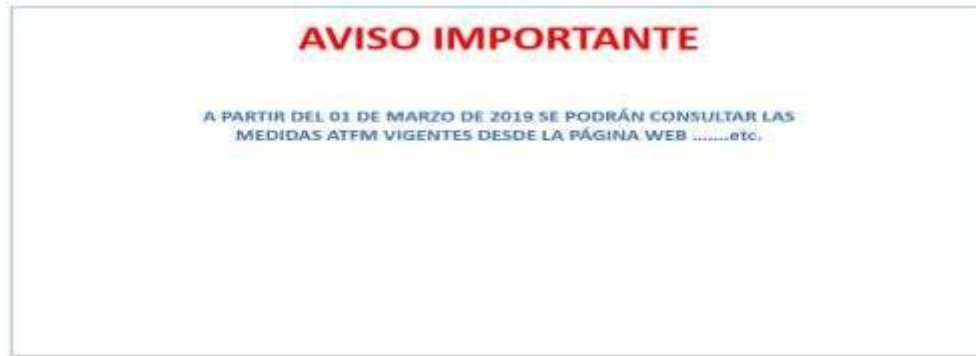 AVISO IMPORTANTE
A PARTIR DEL 01 DE MARZO DE 2019 SE PODRÁN CONSULTAR LAS
MEDIDAS ATFM VIGENTES DESDE LA PÁGINA WEB .......etc.